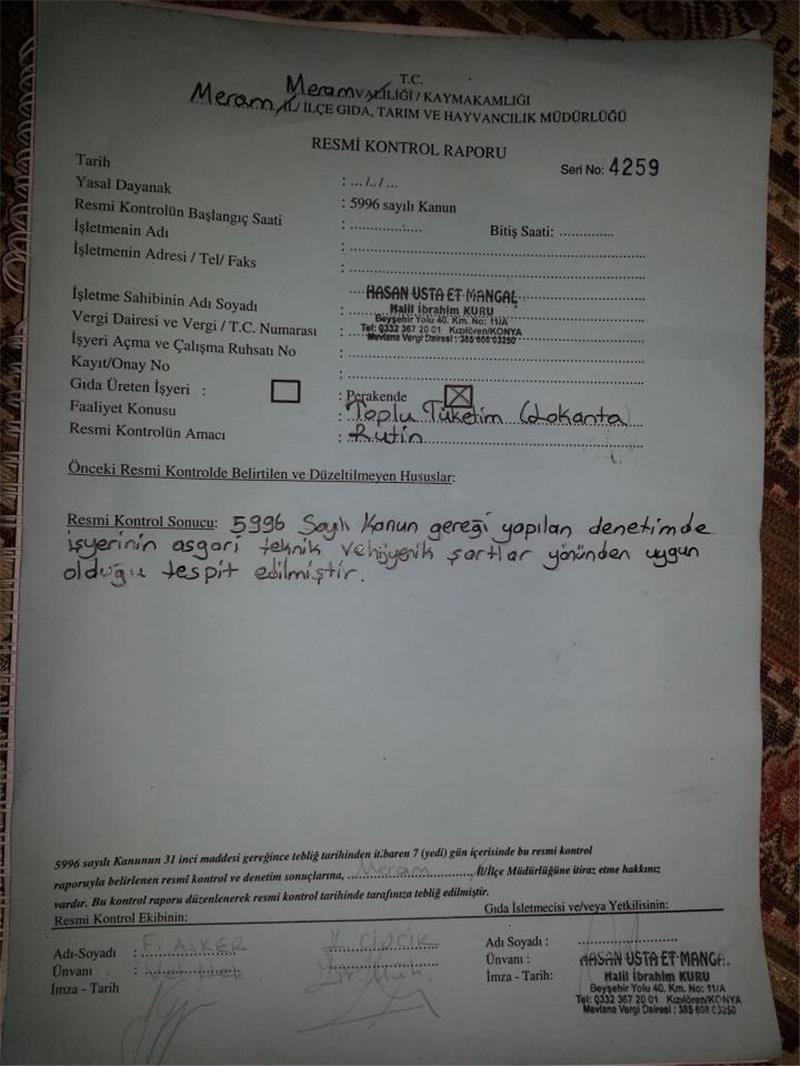 T.C.
Meram Meram VALİLİĞİ / KAYMAKAMLIĞI
İL / İLÇE GIDA, TARIM VE HAYVANCILIK MÜDÜRLÜĞÜ
RESMİ KONTROL RAPORU
Seri No: 4259
Tarih : .../../...
Yasal Dayanak : 5996 sayılı Kanun
Resmi Kontrolün Başlangıç Saati : .................... Bitiş Saati: ..............
İşletmenin Adı :
İşletmenin Adresi / Tel/ Faks :
HASAN USTA ET MANGAL
İşletme Sahibinin Adı Soyadı : Halil İbrahim KURU
Beyşehir Yolu 40. Km. No: 11/A
Vergi Dairesi ve Vergi / T.C. Numarası : Tel: 0332 367 20 01 Kızılören/KONYA
Mevlana Vergi Dairesi : 385 608 03250
İşyeri Açma ve Çalışma Ruhsatı No :
Kayıt/Onay No :
Gıda Üreten İşyeri : : Perakende
Faaliyet Konusu : Toplu Tüketim (Lokanta)
Resmi Kontrolün Amacı : Rutin
Önceki Resmi Kontrolde Belirtilen ve Düzeltilmeyen Hususlar:
Resmi Kontrol Sonucu: 5996 Sayılı Kanun gereği yapılan denetimde
işyerinin asgari teknik ve hijyenik şartlar yönünden uygun
olduğu tespit edilmiştir.
5996 sayılı Kanunun 31 inci maddesi gereğince tebliğ tarihinden itibaren 7 (yedi) gün içerisinde bu resmi kontrol
raporuyla belirlenen resmi kontrol ve denetim sonuçlarına, Meram İl/İlçe Müdürlüğüne itiraz etme hakkınız
vardır. Bu kontrol raporu düzenlenerek resmi kontrol tarihinde tarafınıza tebliğ edilmiştir.
Resmi Kontrol Ekibinin: Gıda İşletmecisi ve/veya Yetkilisinin:
Adı-Soyadı : F. ASKER Adı Soyadı :
Ünvanı : Zir. Müh. Ünvanı : HASAN USTA ET MANGAL
İmza - Tarih İmza - Tarih: Halil İbrahim KURU
Beyşehir Yolu 40. Km. No: 11/A
Tel: 0332 367 20 01 Kızılören/KONYA
Mevlana Vergi Dairesi : 385 608 03250